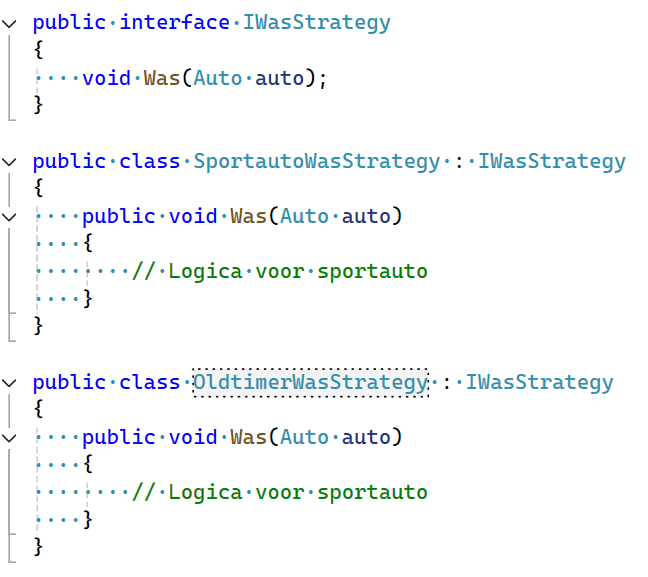 public interface IWasStrategy
{
    void Was(Auto auto);
}
public class SportautoWasStrategy : IWasStrategy
{
    public void Was(Auto auto)
    {
        // Logica voor sportauto
    }
}
public class OldtimerWasStrategy : IWasStrategy
{
    public void Was(Auto auto)
    {
        // Logica voor sportauto
    }
}